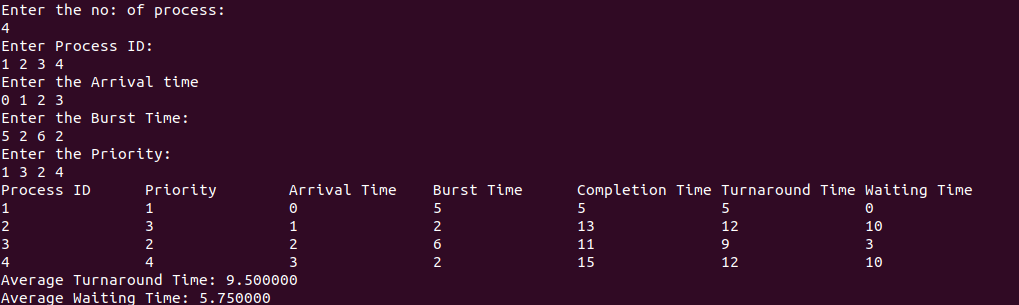 Enter the no: of process:
4
Enter Process ID:
1 2 3 4
Enter the Arrival time
0 1 2 3
Enter the Burst Time:
5 2 6 2
Enter the Priority:
1 3 2 4
Process ID Priority Arrival Time Burst Time Completion Time Turnaround Time Waiting Time
1 1 0 5 5 5 0
2 3 1 2 13 12 10
3 2 2 6 11 9 3
4 4 3 2 15 12 10
Average Turnaround Time: 9.500000
Average Waiting Time: 5.750000